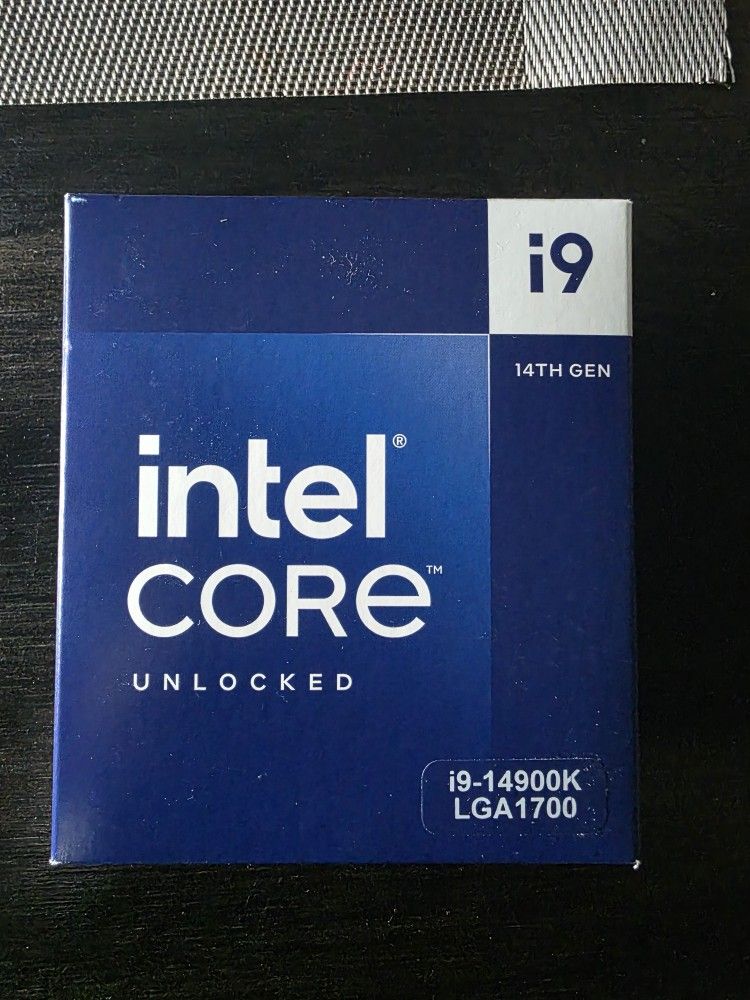 i9
14TH GEN
intel®
CORe™
UNLOCKED
i9-14900K
LGA1700